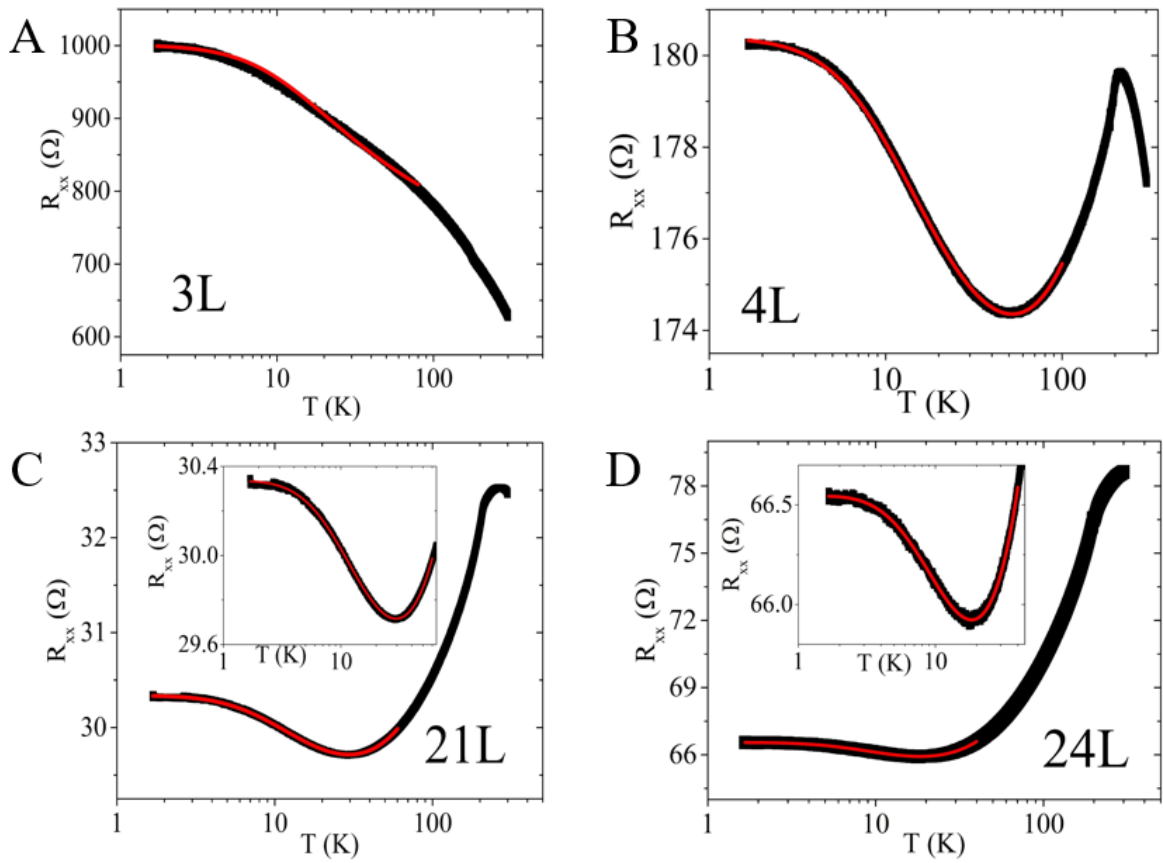 A
1000
900
800
700
600
R_xx (Ω)
3L
1
10
100
T (K)
B
180
178
176
174
R_xx (Ω)
4L
1
10
100
T (K)
C
33
32
31
30
R_xx (Ω)
30.4
30.0
29.6
R_xx (Ω)
1
T (K)
10
21L
1
10
100
T (K)
D
78
75
72
69
66
R_xx (Ω)
66.5
66.0
R_xx (Ω)
1
T (K)
10
24L
1
10
100
T (K)